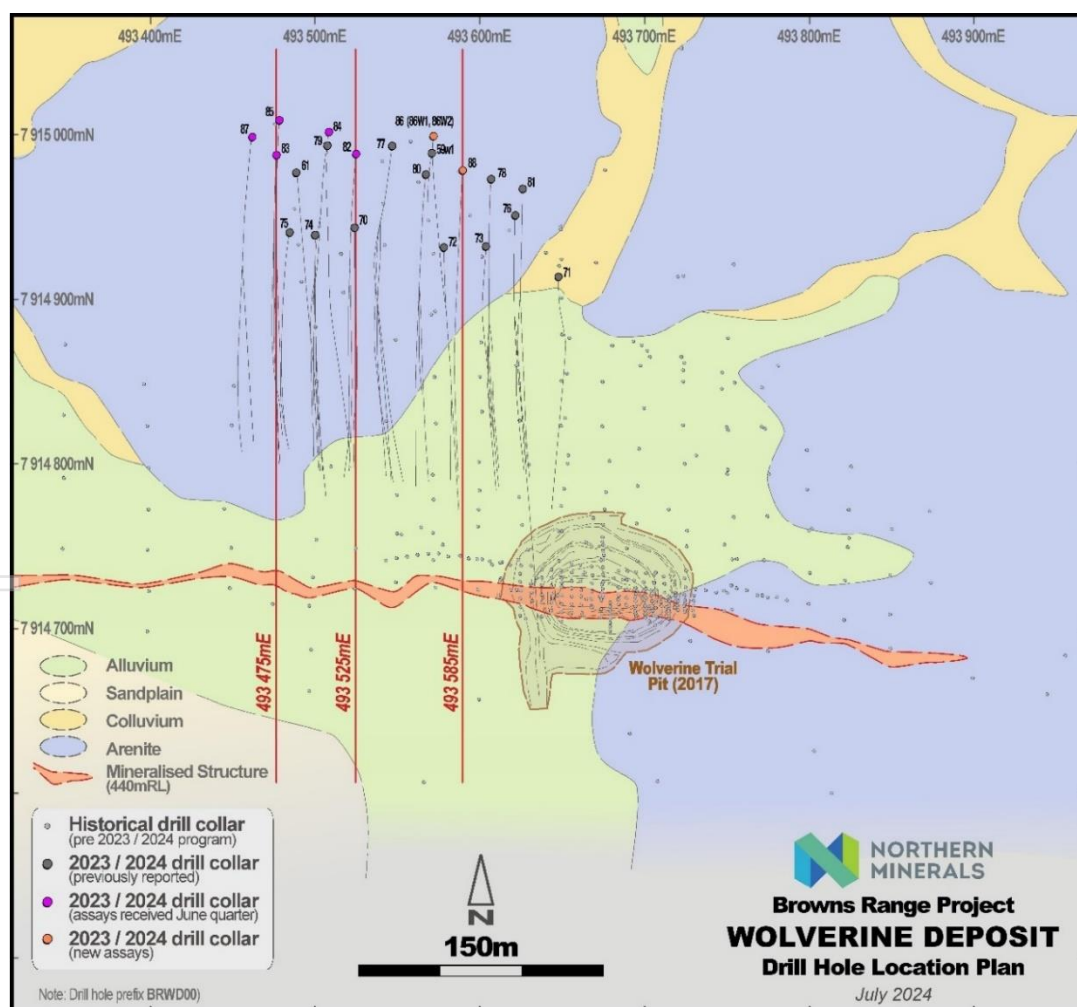 493 400mE
493 500mE
493 600mE
493 700mE
493 800mE
493 900mE
7 915 000mN
7 914 900mN
7 914 800mN
7 914 700mN
87
85
83
61
79
84
82
77
86 (86W1, 86W2)
59w1
80
88
78
81
75
74
70
72
73
76
71
493 475mE
493 525mE
493 585mE
Wolverine Trial
Pit (2017)
Alluvium
Sandplain
Colluvium
Arenite
Mineralised Structure
(440mRL)
Historical drill collar
(pre 2023 / 2024 program)
2023 / 2024 drill collar
(previously reported)
2023 / 2024 drill collar
(assays received June quarter)
2023 / 2024 drill collar
(new assays)
Note: Drill hole prefix BRWD00)
N
150m
NORTHERN
MINERALS
Browns Range Project
WOLVERINE DEPOSIT
Drill Hole Location Plan
July 2024